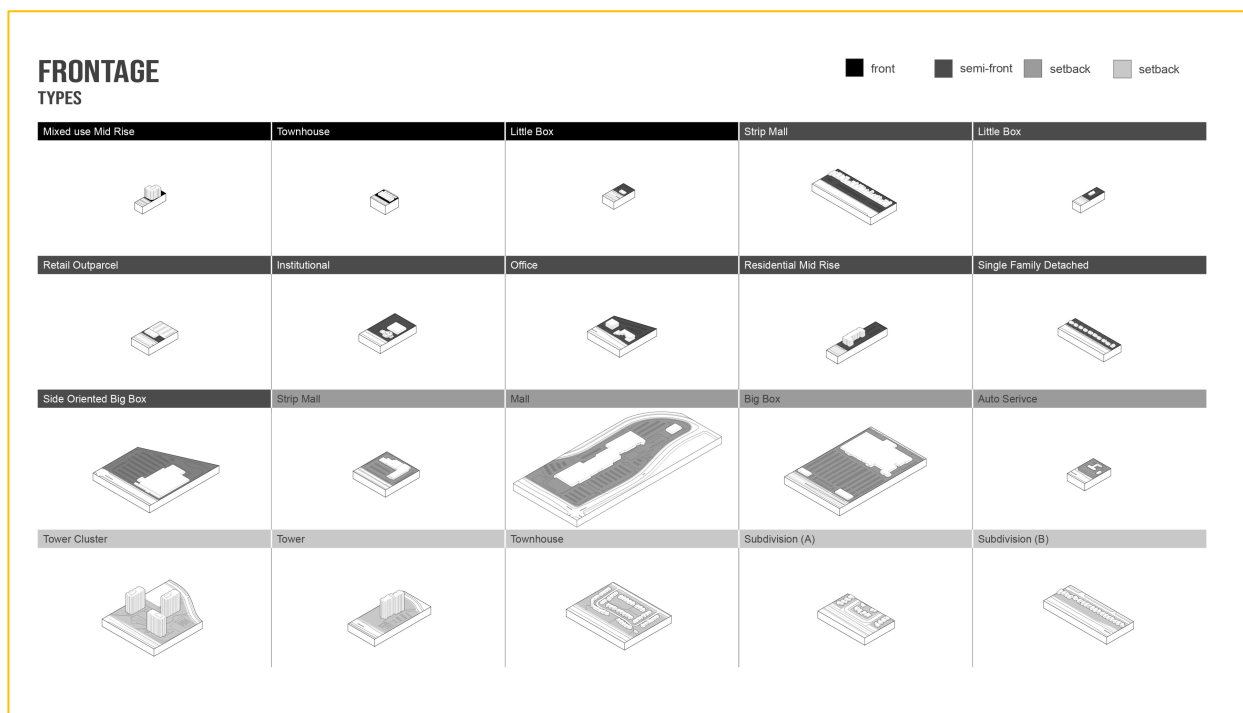 FRONTAGE
TYPES
front semi-front setback setback
Mixed use Mid Rise Townhouse Little Box Strip Mall Little Box
Retail Outparcel Institutional Office Residential Mid Rise Single Family Detached
Side Oriented Big Box Strip Mall Mall Big Box Auto Serivce
Tower Cluster Tower Townhouse Subdivision (A) Subdivision (B)